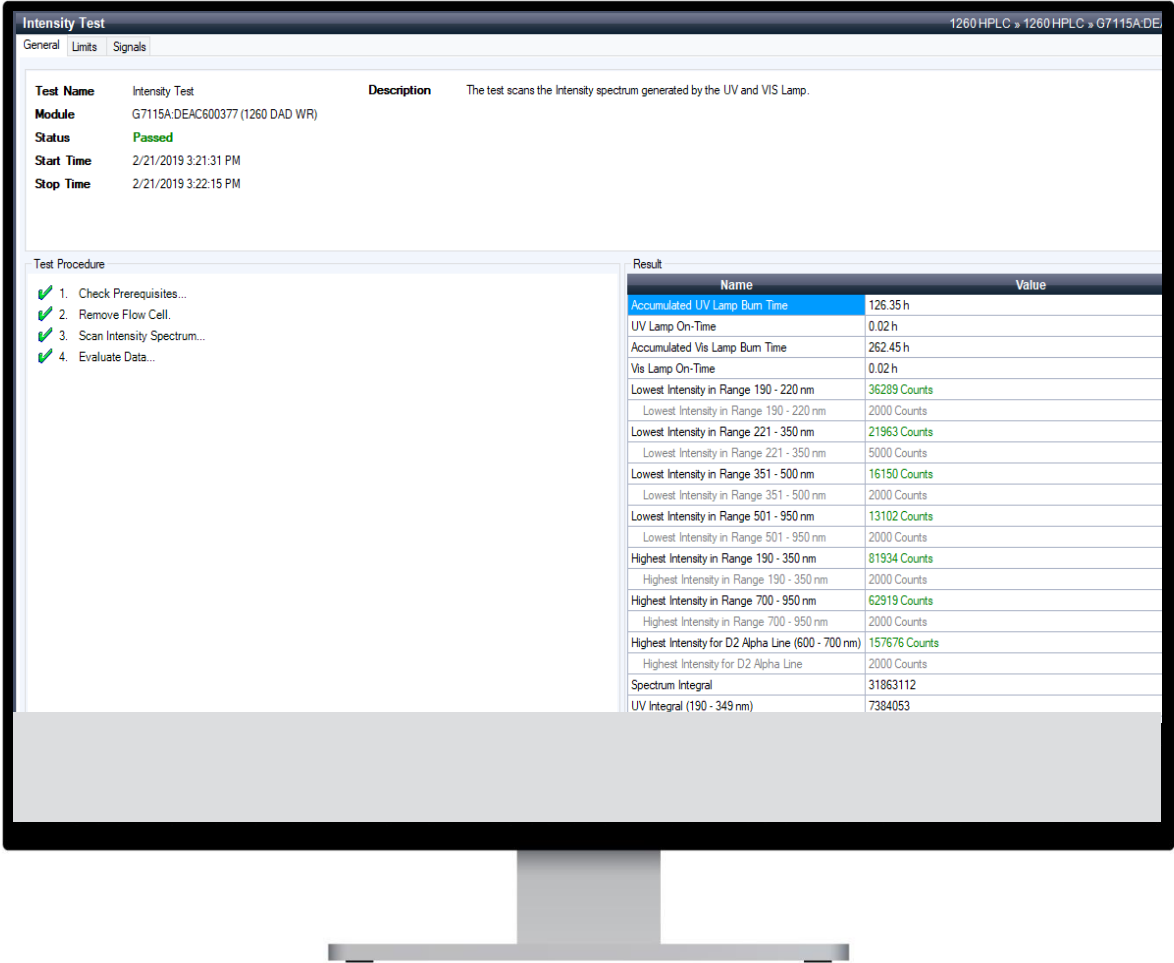 Intensity Test 1260 HPLC » 1260 HPLC » G7115A:DEA
General Limits Signals
Test Name Intensity Test Description The test scans the Intensity spectrum generated by the UV and VIS Lamp.
Module G7115A:DEAC600377 (1260 DAD WR)
Status Passed
Start Time 2/21/2019 3:21:31 PM
Stop Time 2/21/2019 3:22:15 PM
Test Procedure
1. Check Prerequisites...
2. Remove Flow Cell.
3. Scan Intensity Spectrum...
4. Evaluate Data...
Result
Name Value
Accumulated UV Lamp Burn Time 126.35 h
UV Lamp On-Time 0.02 h
Accumulated Vis Lamp Burn Time 262.45 h
Vis Lamp On-Time 0.02 h
Lowest Intensity in Range 190 - 220 nm 36289 Counts
Lowest Intensity in Range 190 - 220 nm 2000 Counts
Lowest Intensity in Range 221 - 350 nm 21963 Counts
Lowest Intensity in Range 221 - 350 nm 5000 Counts
Lowest Intensity in Range 351 - 500 nm 16150 Counts
Lowest Intensity in Range 351 - 500 nm 2000 Counts
Lowest Intensity in Range 501 - 950 nm 13102 Counts
Lowest Intensity in Range 501 - 950 nm 2000 Counts
Highest Intensity in Range 190 - 350 nm 81934 Counts
Highest Intensity in Range 190 - 350 nm 2000 Counts
Highest Intensity in Range 700 - 950 nm 62919 Counts
Highest Intensity in Range 700 - 950 nm 2000 Counts
Highest Intensity for D2 Alpha Line (600 - 700 nm) 157676 Counts
Highest Intensity for D2 Alpha Line 2000 Counts
Spectrum Integral 31863112
UV Integral (190 - 349 nm) 7384053